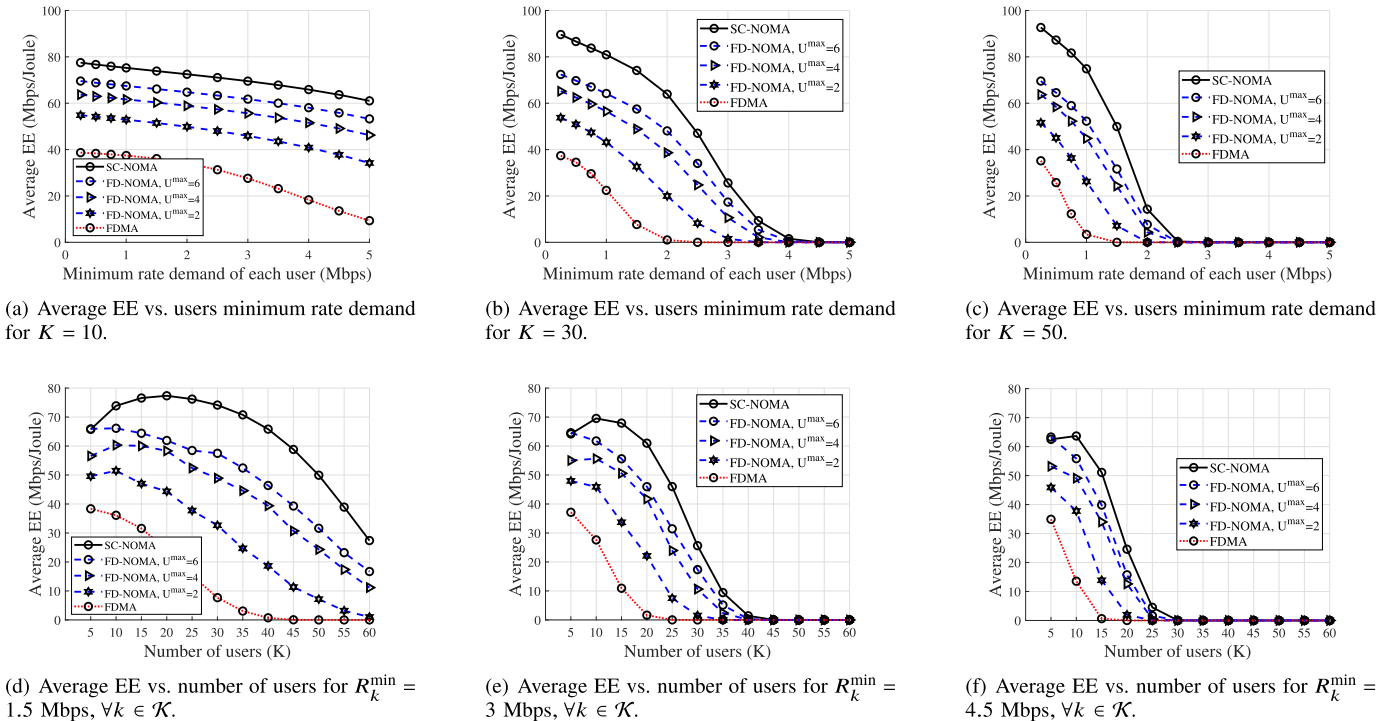 100
80
60
40
20
0
Average EE (Mbps/Joule)
SC-NOMA
FD-NOMA, U^max=6
FD-NOMA, U^max=4
FD-NOMA, U^max=2
FDMA
0 1 2 3 4 5
Minimum rate demand of each user (Mbps)
(a) Average EE vs. users minimum rate demand
for K = 10.
100
80
60
40
20
0
Average EE (Mbps/Joule)
SC-NOMA
FD-NOMA, U^max=6
FD-NOMA, U^max=4
FD-NOMA, U^max=2
FDMA
0 1 2 3 4 5
Minimum rate demand of each user (Mbps)
(b) Average EE vs. users minimum rate demand
for K = 30.
100
80
60
40
20
0
Average EE (Mbps/Joule)
SC-NOMA
FD-NOMA, U^max=6
FD-NOMA, U^max=4
FD-NOMA, U^max=2
FDMA
0 1 2 3 4 5
Minimum rate demand of each user (Mbps)
(c) Average EE vs. users minimum rate demand
for K = 50.
80
70
60
50
40
30
20
10
0
Average EE (Mbps/Joule)
SC-NOMA
FD-NOMA, U^max=6
FD-NOMA, U^max=4
FD-NOMA, U^max=2
FDMA
5 10 15 20 25 30 35 40 45 50 55 60
Number of users (K)
(d) Average EE vs. number of users for R_k^min =
1.5 Mbps, ∀k ∈ 𝒦.
80
70
60
50
40
30
20
10
0
Average EE (Mbps/Joule)
SC-NOMA
FD-NOMA, U^max=6
FD-NOMA, U^max=4
FD-NOMA, U^max=2
FDMA
5 10 15 20 25 30 35 40 45 50 55 60
Number of users (K)
(e) Average EE vs. number of users for R_k^min =
3 Mbps, ∀k ∈ 𝒦.
80
70
60
50
40
30
20
10
0
Average EE (Mbps/Joule)
SC-NOMA
FD-NOMA, U^max=6
FD-NOMA, U^max=4
FD-NOMA, U^max=2
FDMA
5 10 15 20 25 30 35 40 45 50 55 60
Number of users (K)
(f) Average EE vs. number of users for R_k^min =
4.5 Mbps, ∀k ∈ 𝒦.